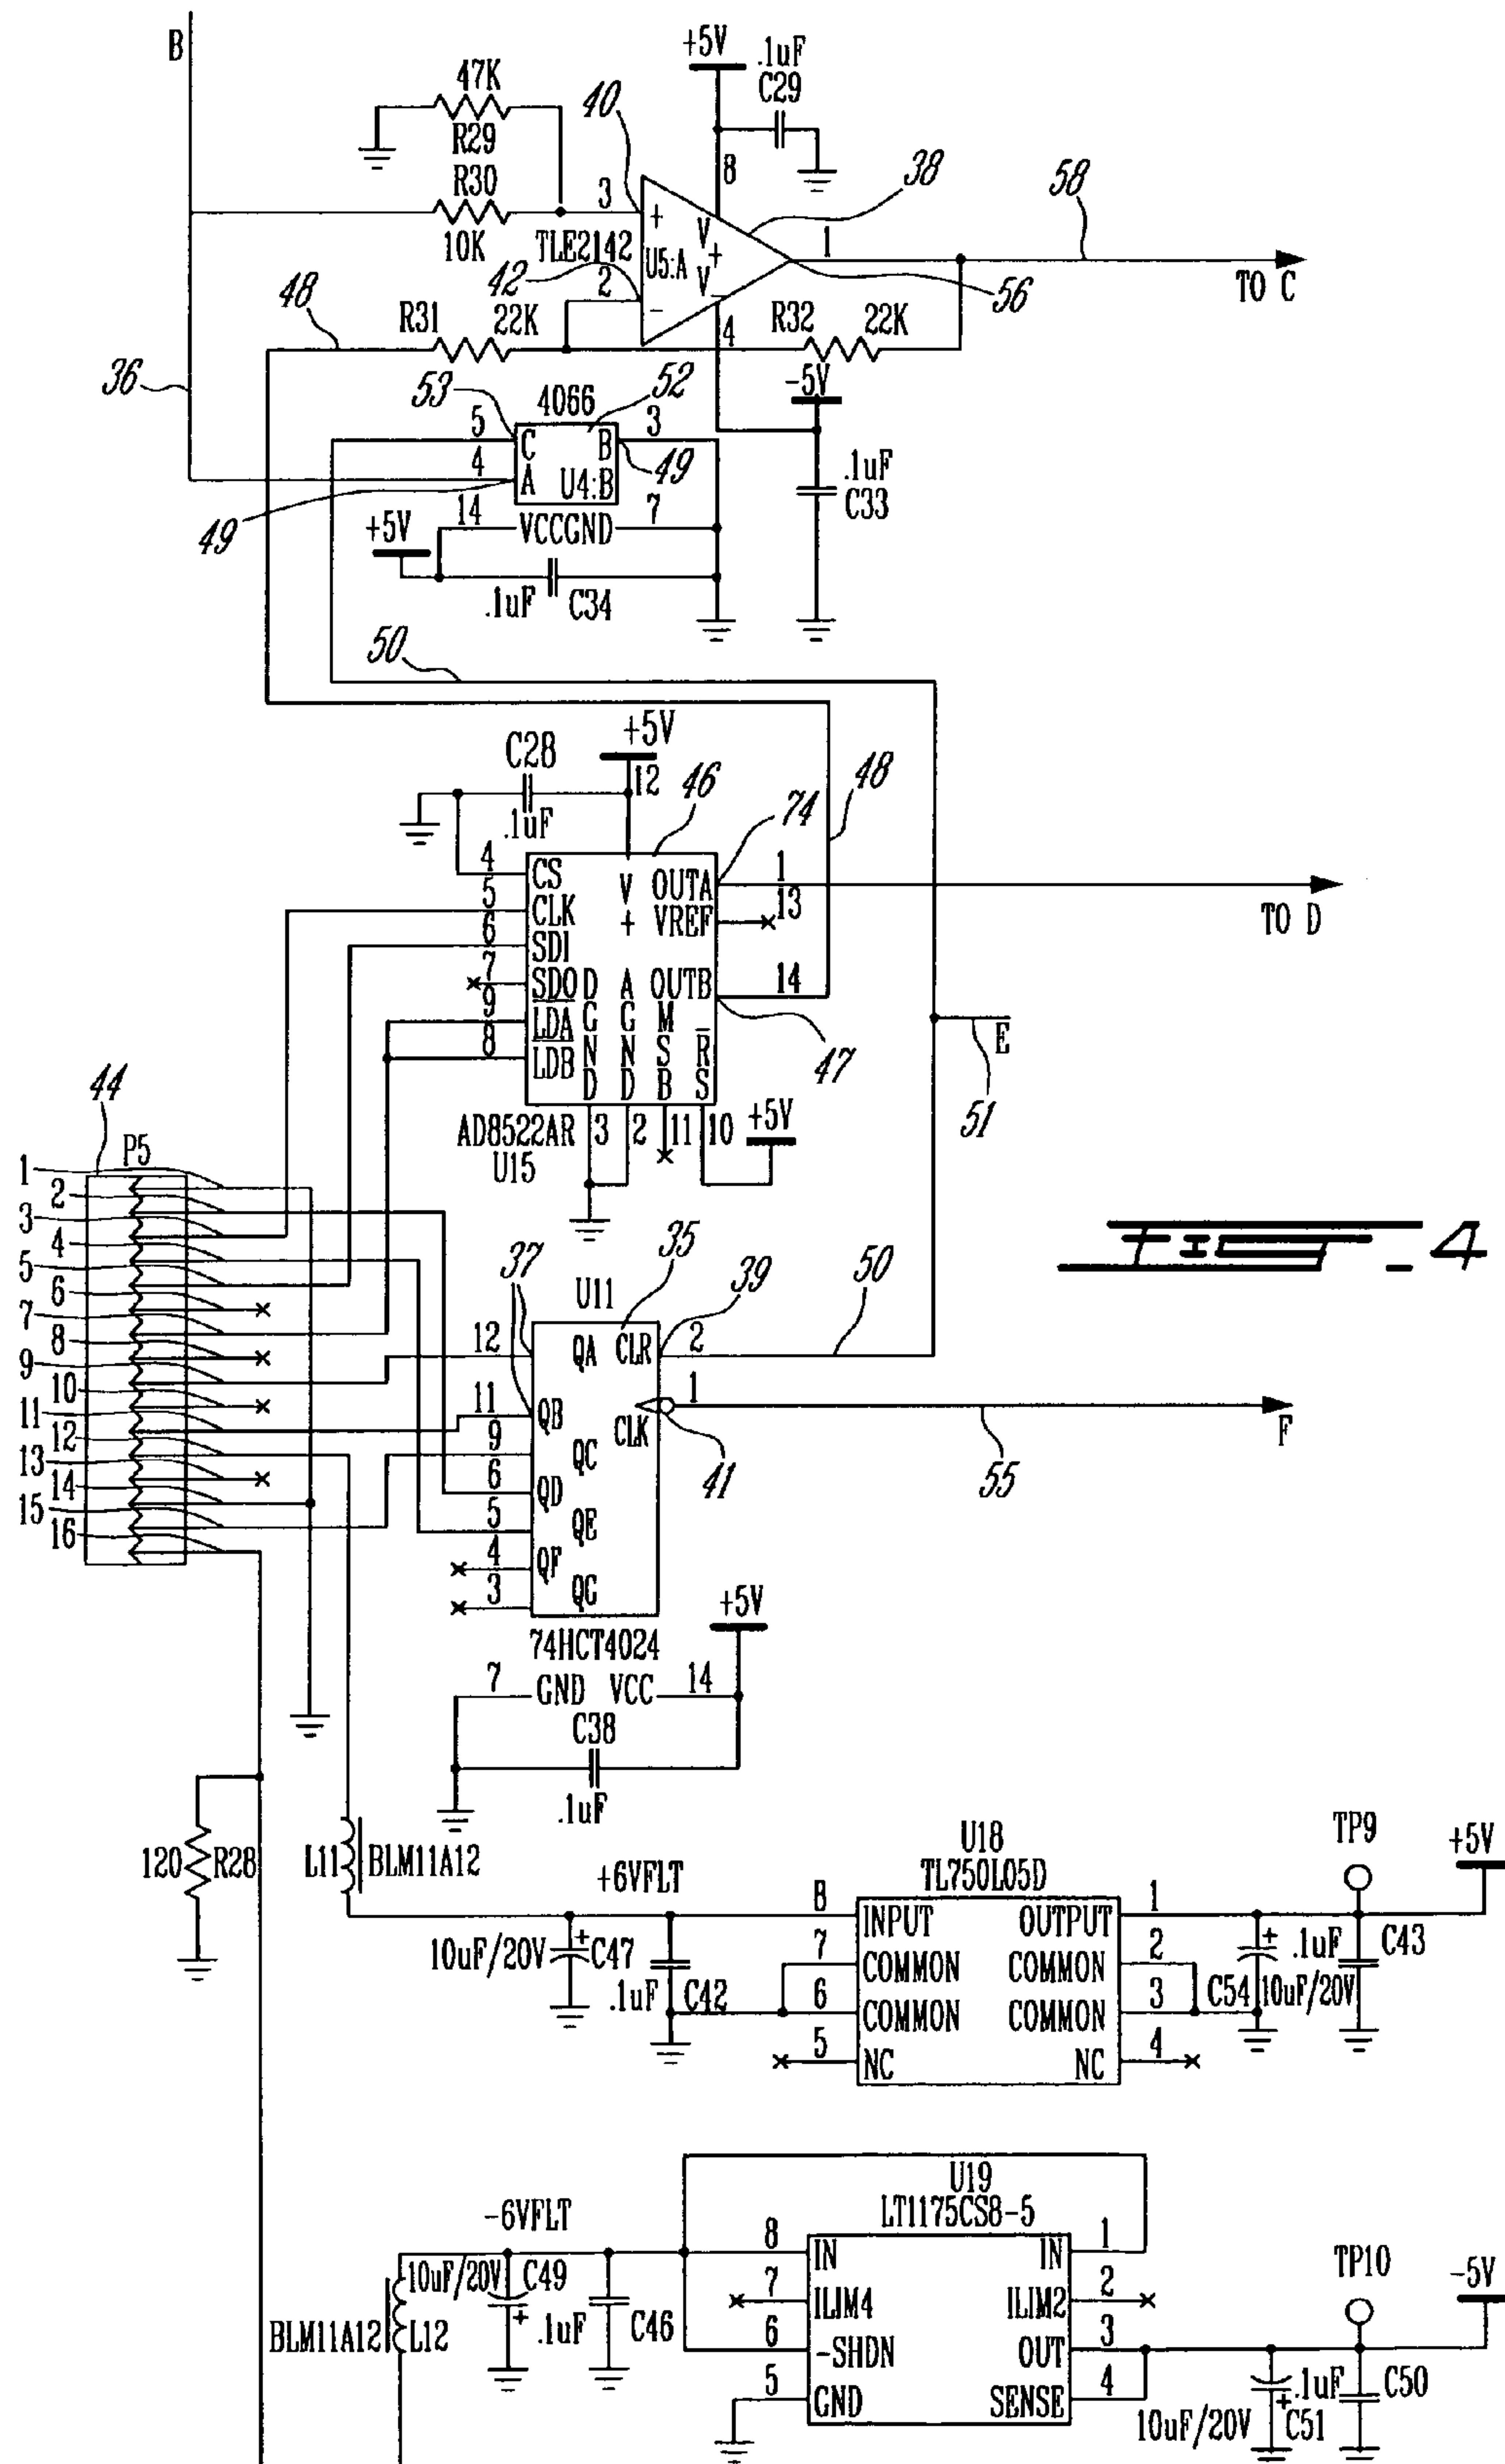 B
+5V .1uF
47K C29
40
R29 38 58
R30 3 8
10K TLE2142 + V + 1
42 2 U5:A V - 56 TO C
48 R31 22K - 4 R32 22K
36 53 4066 52 -5V
5 C B 3
4 A U4:B 49 .1uF
49 +5V 14 VCCGND 7 C33
.1uF C34
50
C28 +5V
12 46 74 48
.1uF
4 CS V OUTA 1
5 CLK + VREF 13
6 SDI TO D
7 SDO D A OUTB 14
9 LDA G G M
8 LDB N N S R 47 E
D D B S
44 AD8522AR 3 2 11 10 +5V 51
P5 U15
1
2
3
4 37 35 39 50
5 U11
6
7 12 QA CLR 2
8
9 11 QB 1
10 9 CLK F
11 QC 41 55
12 6 QD
13 5 QE
14 4 QF
15 3 QG
16
+5V
74HCT4024
7 GND VCC 14
C38
.1uF
FIG_4
120 R28 L11 BLM11A12 U18 TP9 +5V
+6VFLT TL750L05D
8 INPUT OUTPUT 1
10uF/20V + C47 7 COMMON COMMON 2 + .1uF C43
.1uF C42 6 COMMON COMMON 3 C54 10uF/20V
5 NC NC 4
U19
-6VFLT LT1175CS8-5
8 IN IN 1 TP10 -5V
10uF/20V C49 7 ILIM4 ILIM2 2
BLM11A12 L12 + .1uF C46 6 -SHDN OUT 3
5 GND SENSE 4 .1uF C50
10uF/20V + C51